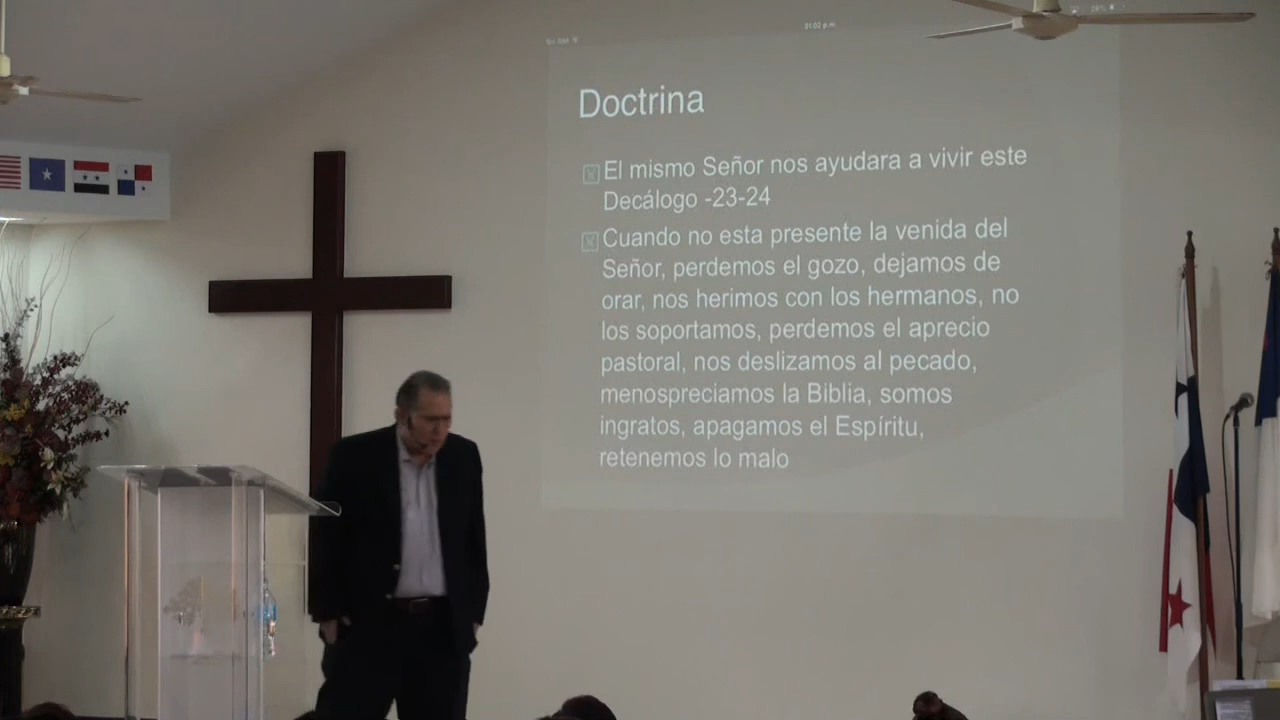 01:02 p.m.
Doctrina
El mismo Señor nos ayudara a vivir este
Decálogo -23-24
Cuando no esta presente la venida del
Señor, perdemos el gozo, dejamos de
orar, nos herimos con los hermanos, no
los soportamos, perdemos el aprecio
pastoral, nos deslizamos al pecado,
menospreciamos la Biblia, somos
ingratos, apagamos el Espíritu,
retenemos lo malo